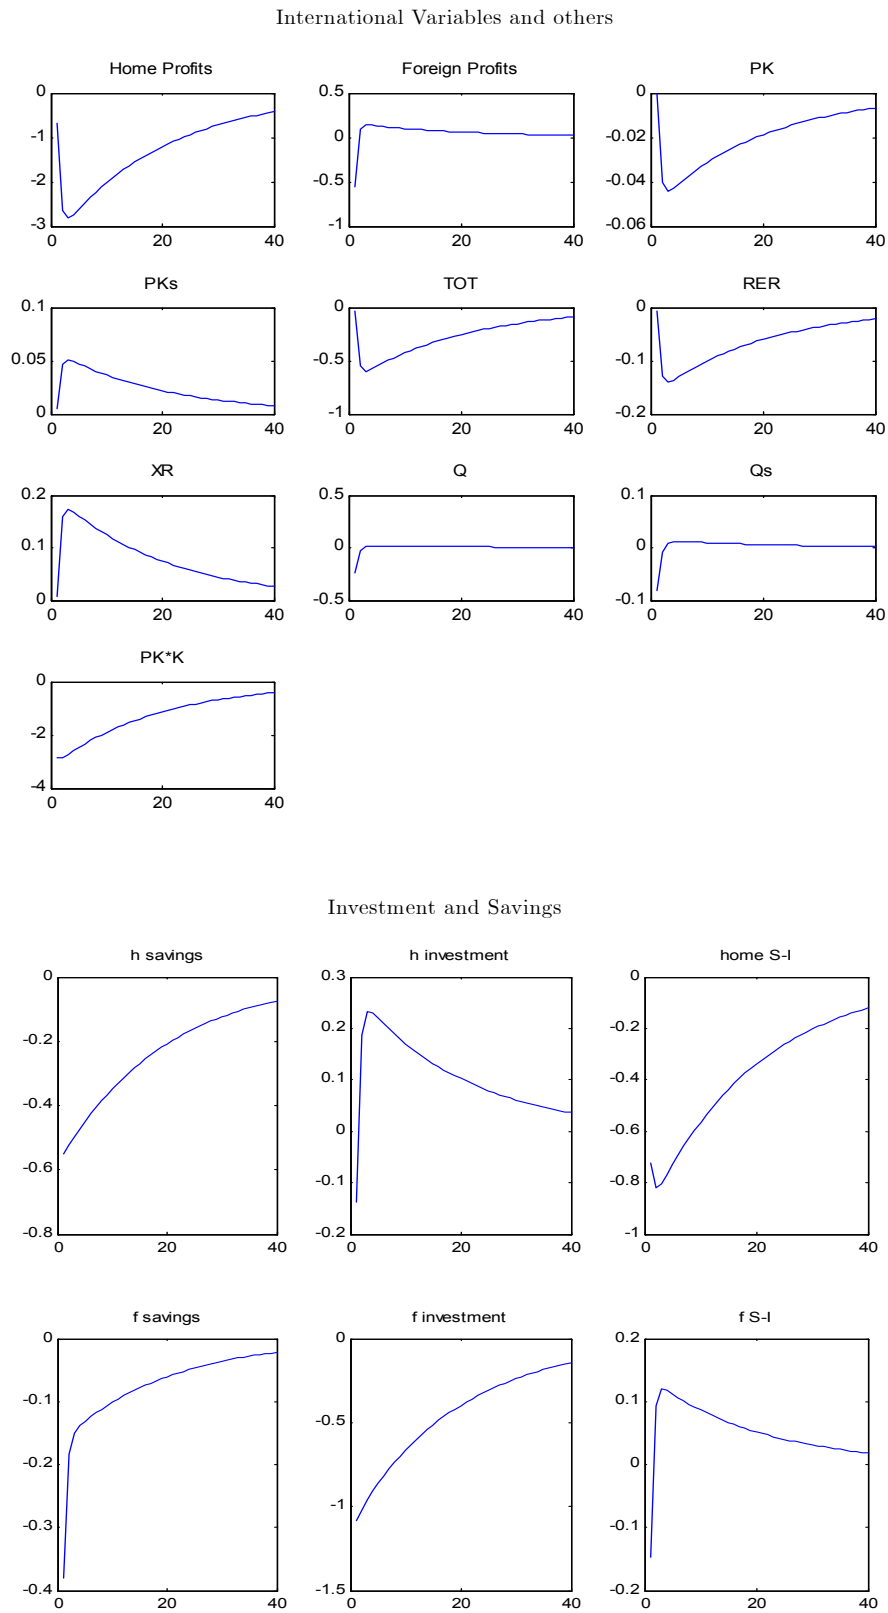 International Variables and others
Home Profits Foreign Profits PK
0 0.5 0
-1 0 -0.02
-2 -0.5 -0.04
-3 -1 -0.06
0 20 40 0 20 40 0 20 40
PKs TOT RER
0.1 0 0
0.05 -0.5 -0.1
0 -1 -0.2
0 20 40 0 20 40 0 20 40
XR Q Qs
0.2 0.5 0.1
0.1 0 0
0 -0.5 -0.1
0 20 40 0 20 40 0 20 40
PK*K
0
-2
-4
0 20 40
Investment and Savings
h savings h investment home S-I
0 0.3 0
-0.2 0.2 -0.2
-0.4 0.1 -0.4
-0.6 0 -0.6
-0.8 -0.1 -0.8
-0.2 -1
0 20 40 0 20 40 0 20 40
f savings f investment f S-I
0 0 0.2
-0.1 -0.5 0.1
-0.2 -1 0
-0.3 -1.5 -0.1
-0.4 -0.2
0 20 40 0 20 40 0 20 40